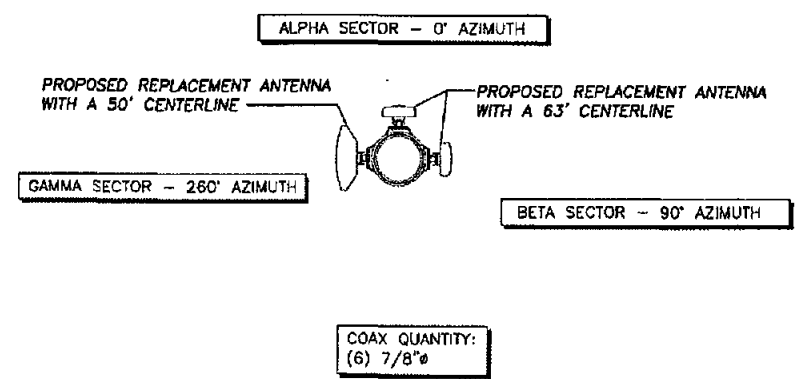 ALPHA SECTOR – 0° AZIMUTH
PROPOSED REPLACEMENT ANTENNA
WITH A 50' CENTERLINE
PROPOSED REPLACEMENT ANTENNA
WITH A 63' CENTERLINE
GAMMA SECTOR – 260° AZIMUTH
BETA SECTOR – 90° AZIMUTH
COAX QUANTITY:
(6) 7/8"ø